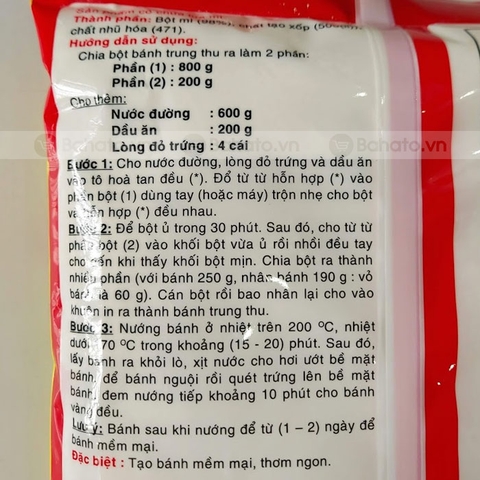 Thành phần: Bột mì (98%), chất tạo xốp (500ii),
chất nhũ hóa (471).
Hướng dẫn sử dụng:
Chia bột bánh trung thu ra làm 2 phần:
Phần (1) : 800 g
Phần (2) : 200 g
Cho thêm:
Nước đường : 600 g
Dầu ăn : 200 g
Lòng đỏ trứng : 4 cái
Bahato.vn Bahato.vn Bahato.vn
Bước 1: Cho nước đường, lòng đỏ trứng và dầu ăn
vào tô hoà tan đều (*). Đổ từ từ hỗn hợp (*) vào
phần bột (1) dùng tay (hoặc máy) trộn nhẹ cho bột
và hỗn hợp (*) đều nhau.
Bước 2: Để bột ủ trong 30 phút. Sau đó, cho từ từ
phần bột (2) vào khối bột vừa ủ rồi nhồi đều tay
cho đến khi thấy khối bột mịn. Chia bột ra thành
nhiều phần (với bánh 250 g, nhân bánh 190 g : vỏ
bánh là 60 g). Cán bột rồi bao nhân lại cho vào
khuôn in ra thành bánh trung thu.
Bước 3: Nướng bánh ở nhiệt trên 200 ºC, nhiệt
dưới 170 ºC trong khoảng (15 - 20) phút. Sau đó,
lấy bánh ra khỏi lò, xịt nước cho hơi ướt bề mặt
bánh, để bánh nguội rồi quét trứng lên bề mặt
bánh, đem nướng tiếp khoảng 10 phút cho bánh
vàng đều.
Lưu ý: Bánh sau khi nướng để từ (1 – 2) ngày để
bánh mềm mại.
Đặc biệt : Tạo bánh mềm mại, thơm ngon.